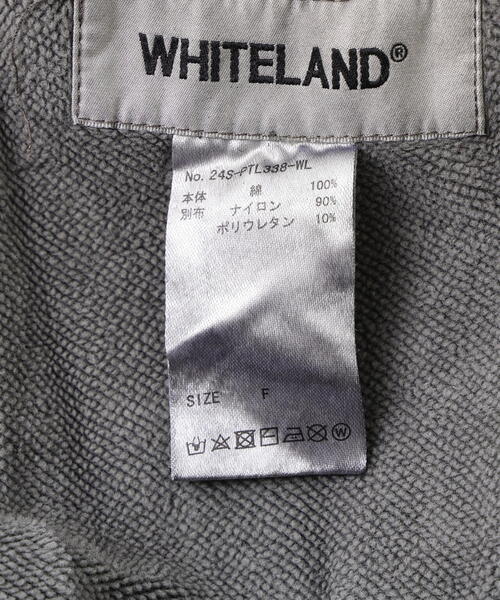 WHITELAND®
No. 24S-PTL338-WL
本体 綿 100%
別布 ナイロン 90%
ポリウレタン 10%
SIZE F
W